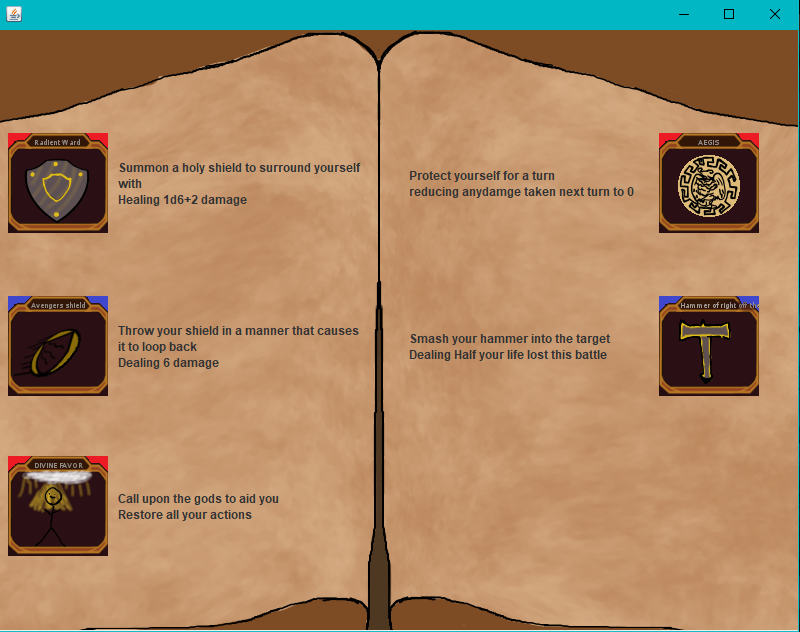 Radient Ward
Summon a holy shield to surround yourself
with
Healing 1d6+2 damage
Avengers shield
Throw your shield in a manner that causes
it to loop back
Dealing 6 damage
DIVINE FAVOR
Call upon the gods to aid you
Restore all your actions
AEGIS
Protect yourself for a turn
reducing anydamge taken next turn to 0
Hammer of right off the
Smash your hammer into the target
Dealing Half your life lost this battle